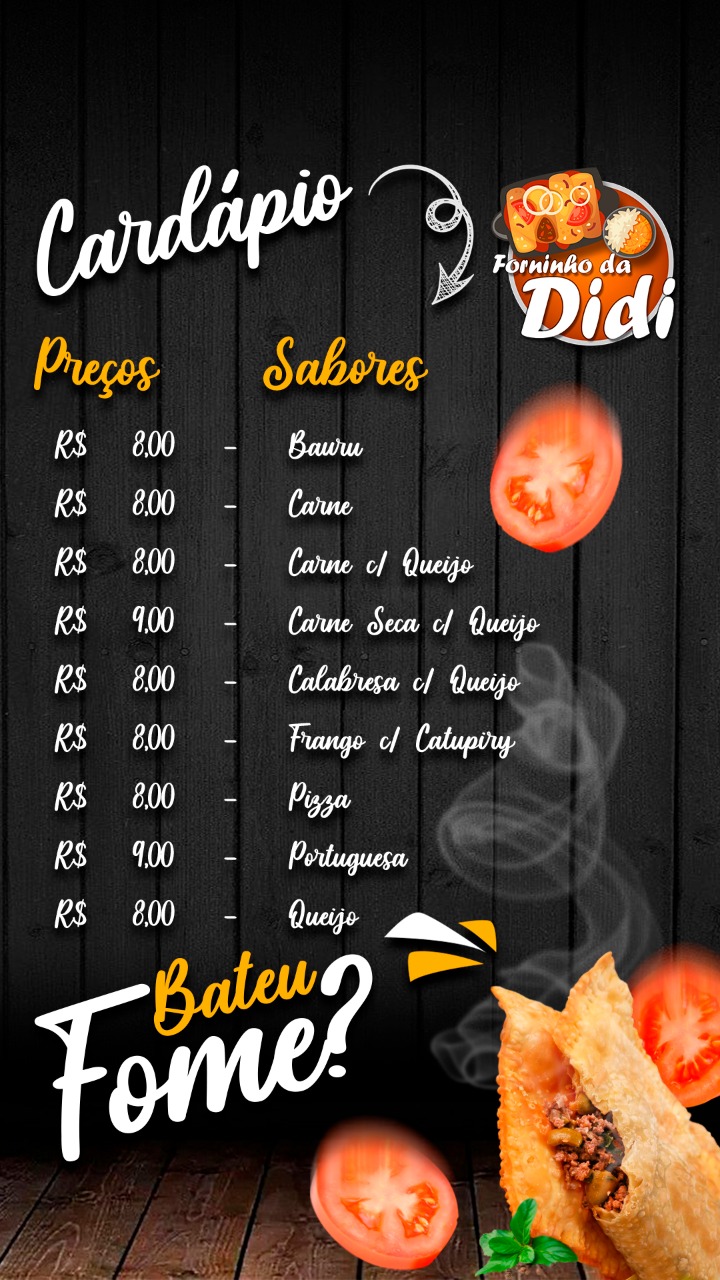 Cardápio
Forninho da
Didi
Preços Sabores
R$ 8,00 - Bauru
R$ 8,00 - Carne
R$ 8,00 - Carne c/ Queijo
R$ 9,00 - Carne Seca c/ Queijo
R$ 8,00 - Calabresa c/ Queijo
R$ 8,00 - Frango c/ Catupiry
R$ 8,00 - Pizza
R$ 9,00 - Portuguesa
R$ 8,00 - Queijo
Bateu
Fome?